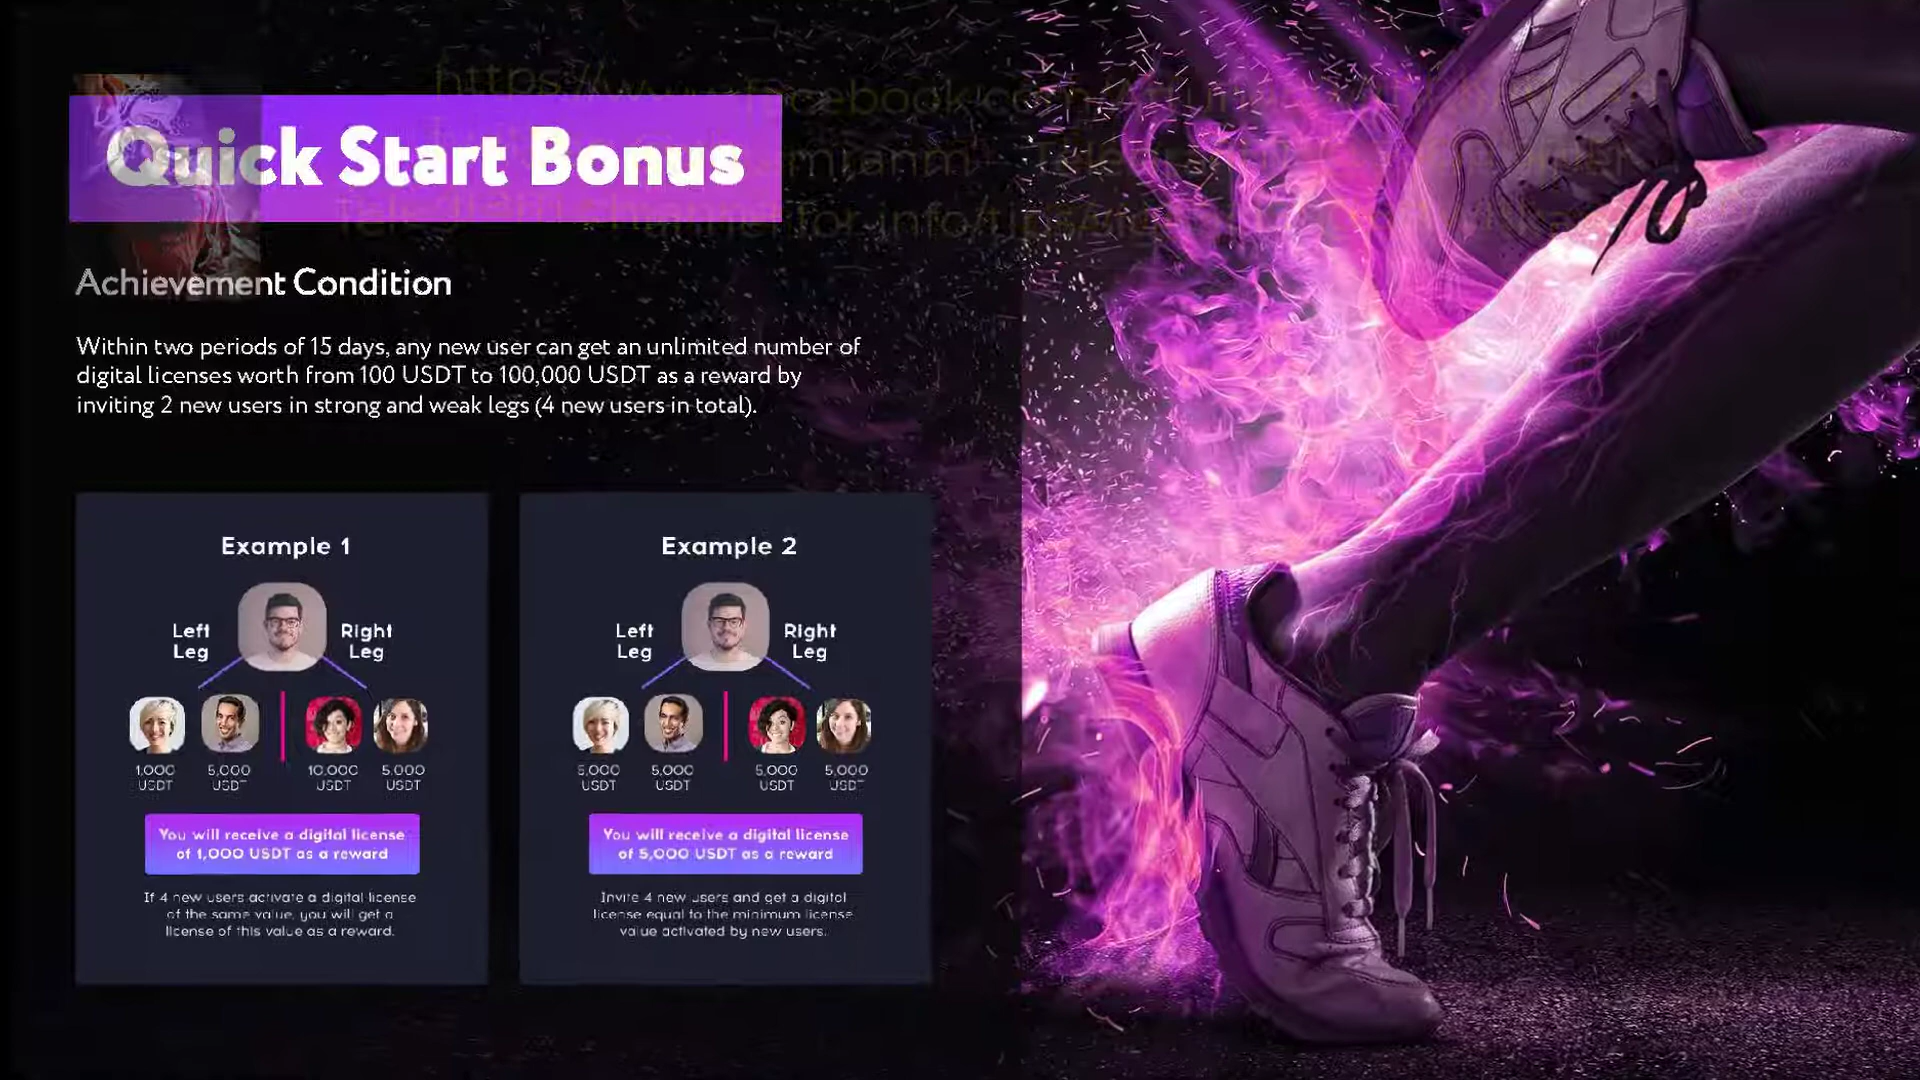 https://www.facebook.com/
Quick Start Bonus
Achievement Condition
Within two periods of 15 days, any new user can get an unlimited number of
digital licenses worth from 100 USDT to 100,000 USDT as a reward by
inviting 2 new users in strong and weak legs (4 new users in total).
Example 1
Left Leg
Right Leg
1,000 USDT
5,000 USDT
10,000 USDT
5,000 USDT
You will receive a digital license
of 1,000 USDT as a reward
If 4 new users activate a digital license
of the same value, you will get a
license of this value as a reward.
Example 2
Left Leg
Right Leg
5,000 USDT
5,000 USDT
5,000 USDT
5,000 USDT
You will receive a digital license
of 5,000 USDT as a reward
Invite 4 new users and get a digital
license equal to the minimum license
value activated by new users.